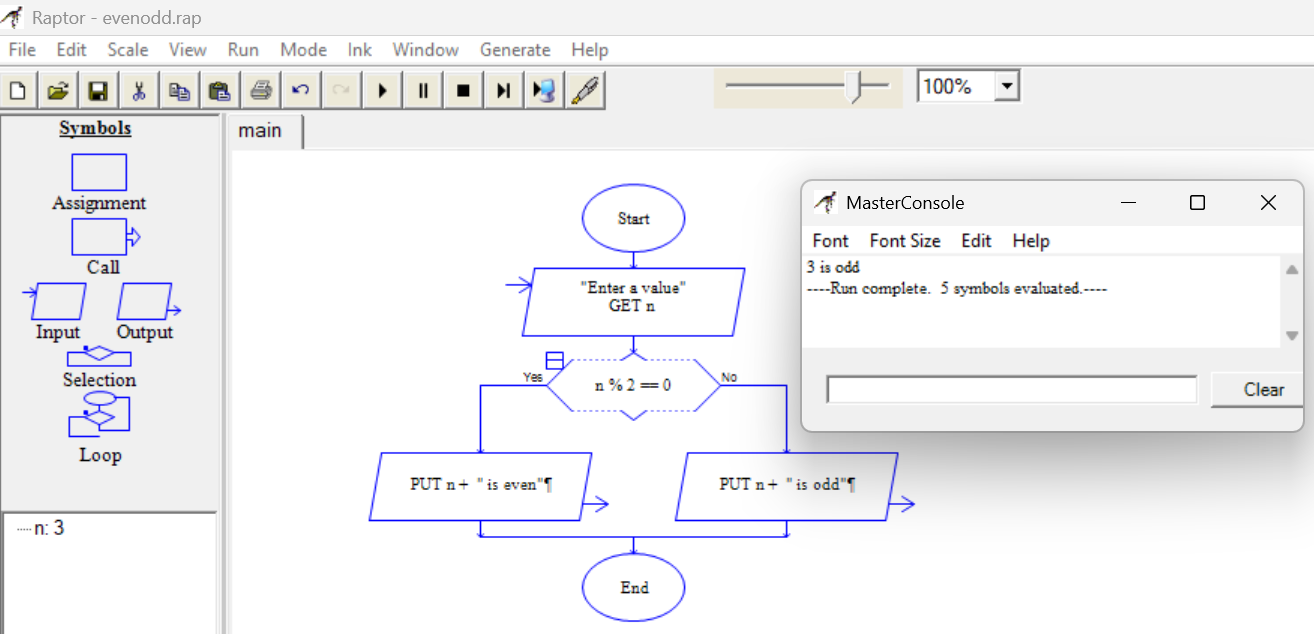 Raptor - evenodd.rap
File Edit Scale View Run Mode Ink Window Generate Help
100%
Symbols
Assignment
Call
Input Output
Selection
Loop
n: 3
main
Start
"Enter a value"
GET n
Yes
n % 2 == 0
No
PUT n + " is even"¶
PUT n + " is odd"¶
End
MasterConsole
Font Font Size Edit Help
3 is odd
----Run complete. 5 symbols evaluated.----
Clear